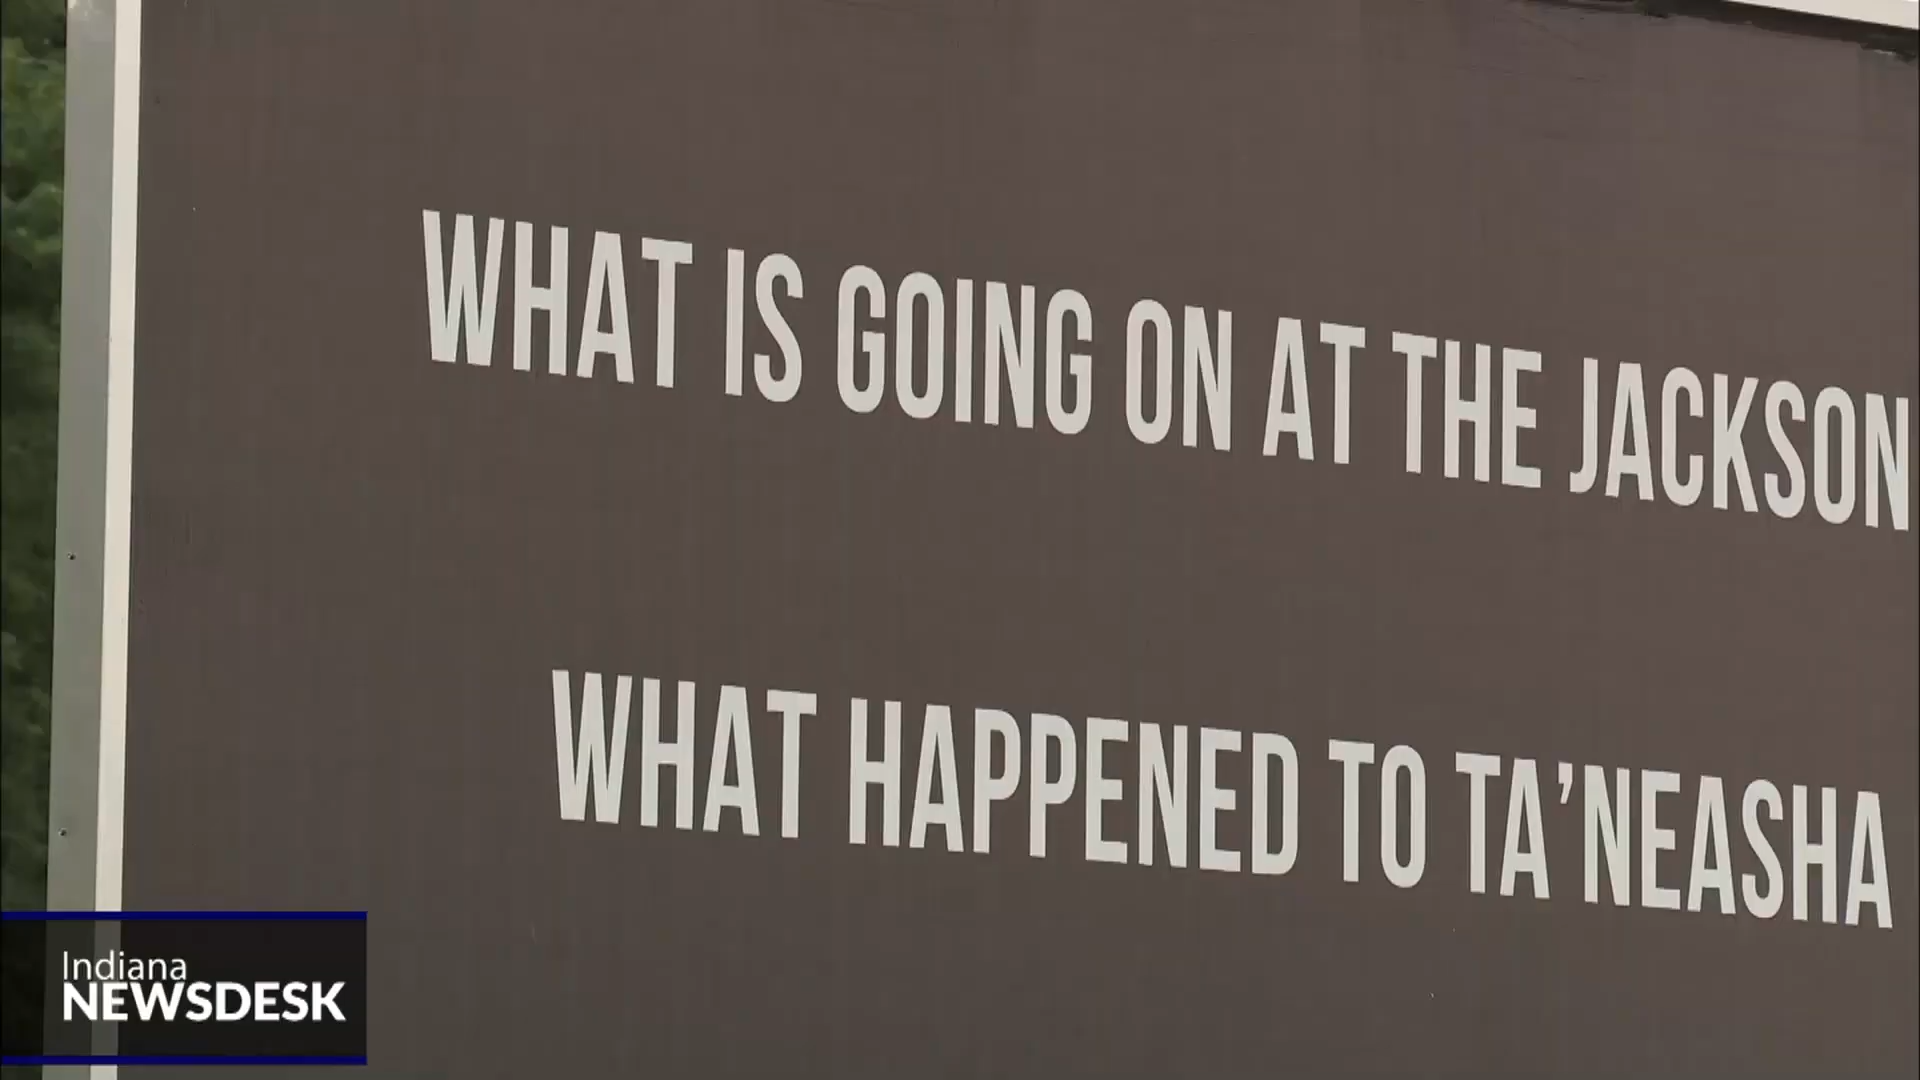 WHAT IS GOING ON AT THE JACKSON
WHAT HAPPENED TO TA'NEASHA
Indiana
NEWSDESK